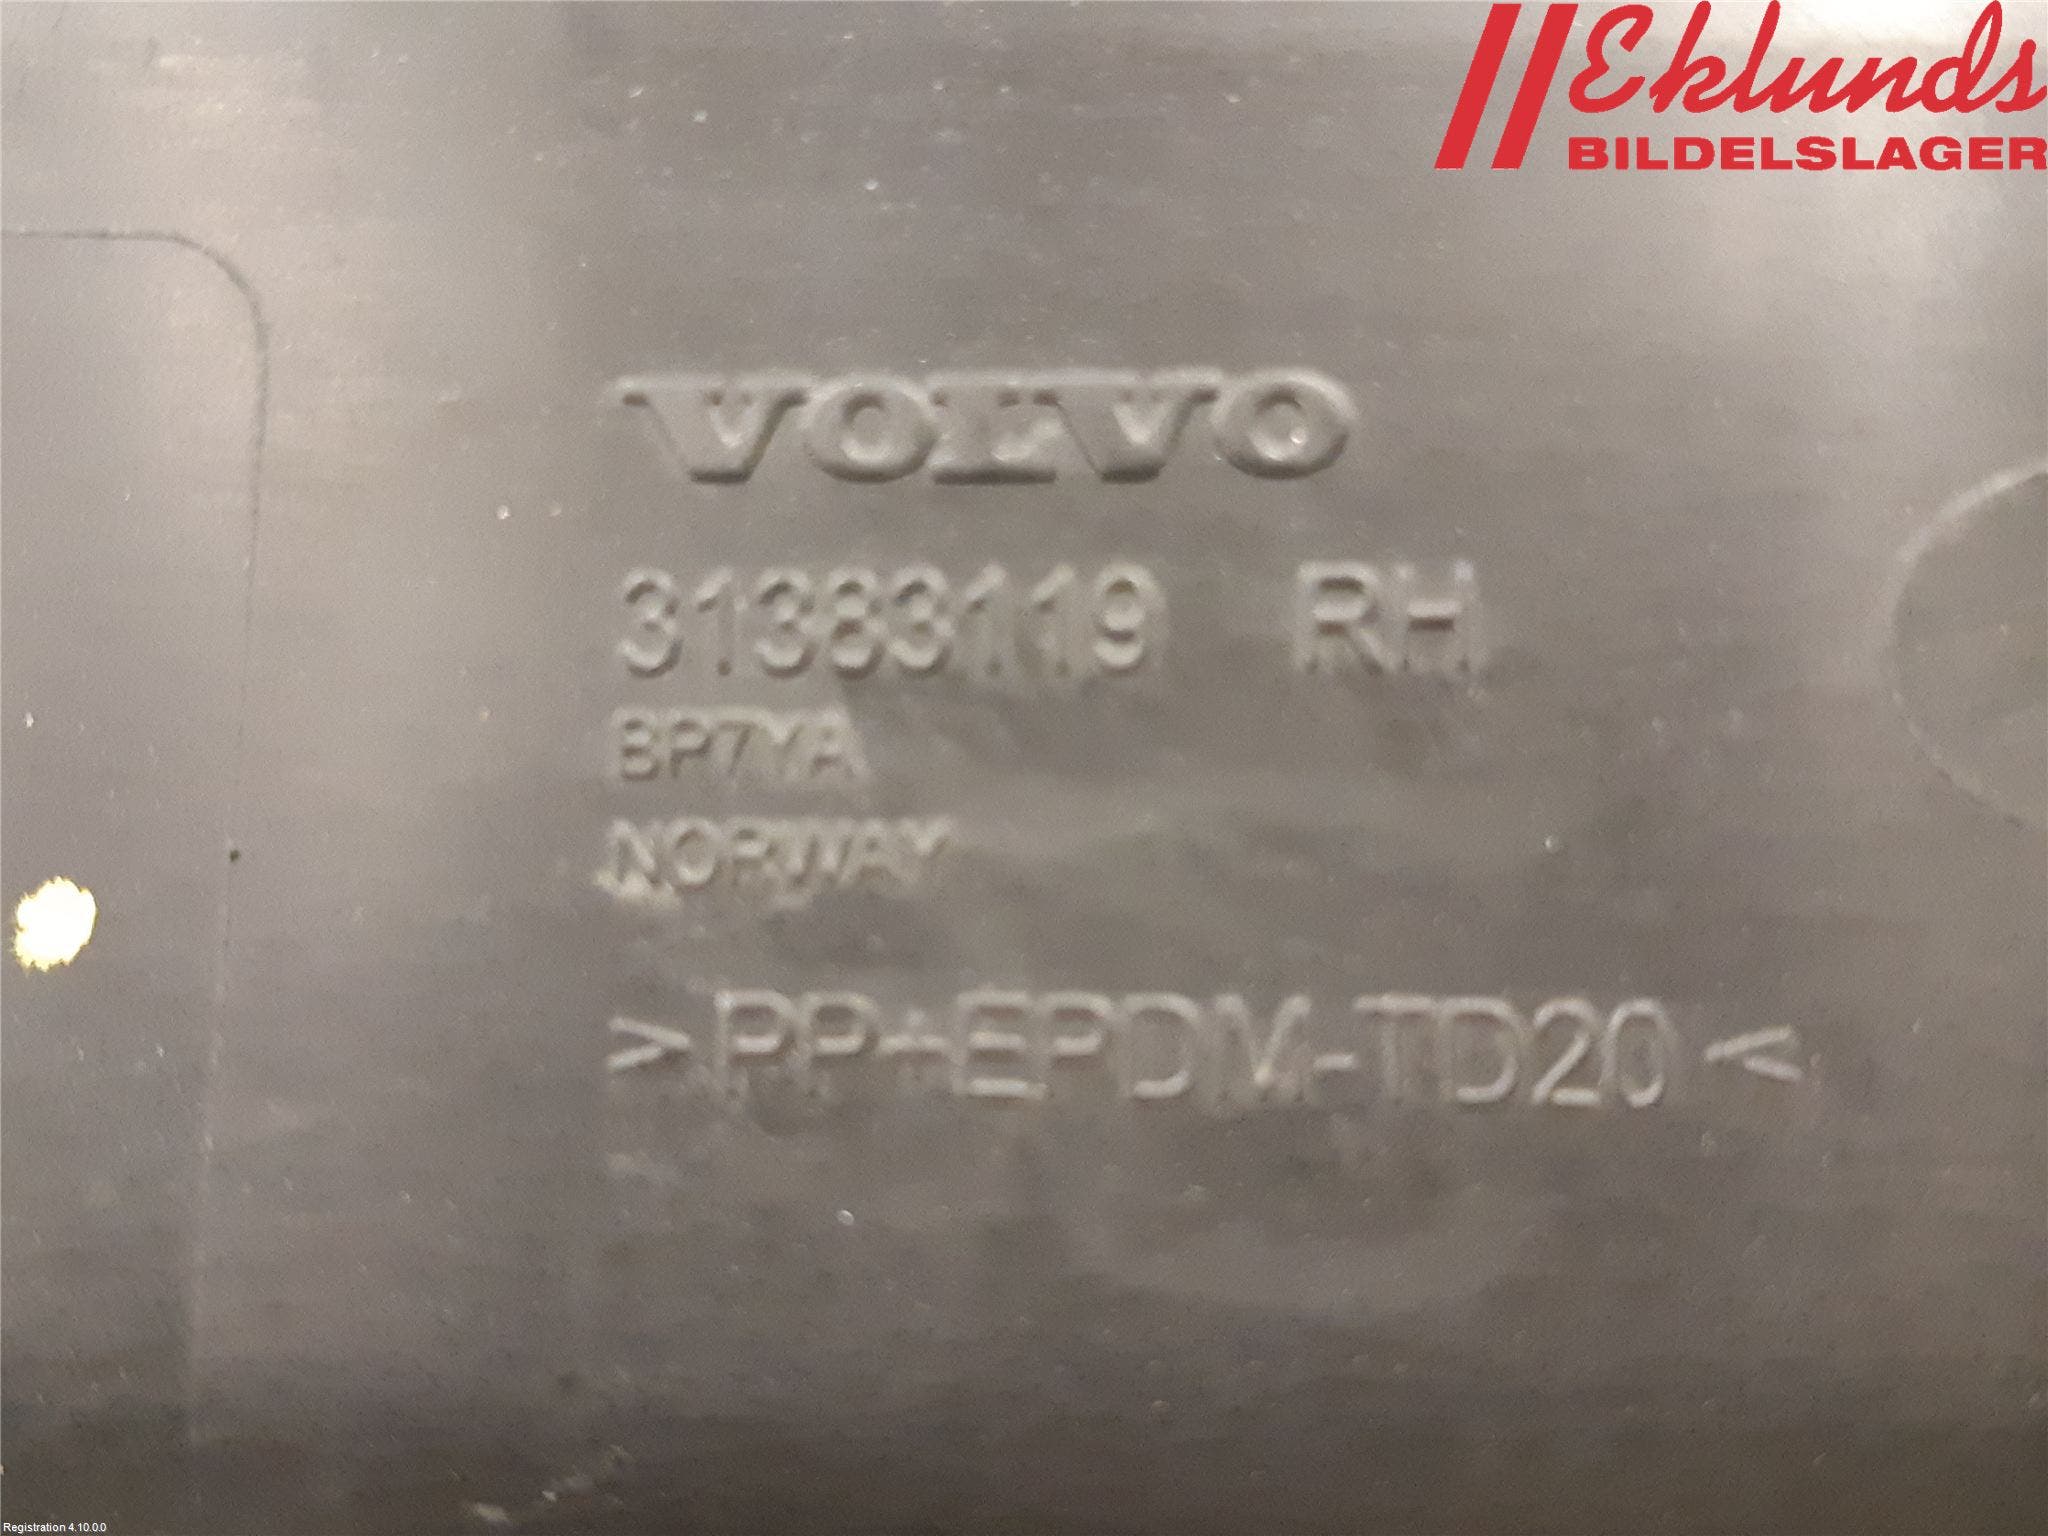 Eklunds
BILDELSLAGER
VOLVO
31383119 RH
BP7YA
NORWAY
>PP+EPDM-TD20<
Registration 4.10.0.0